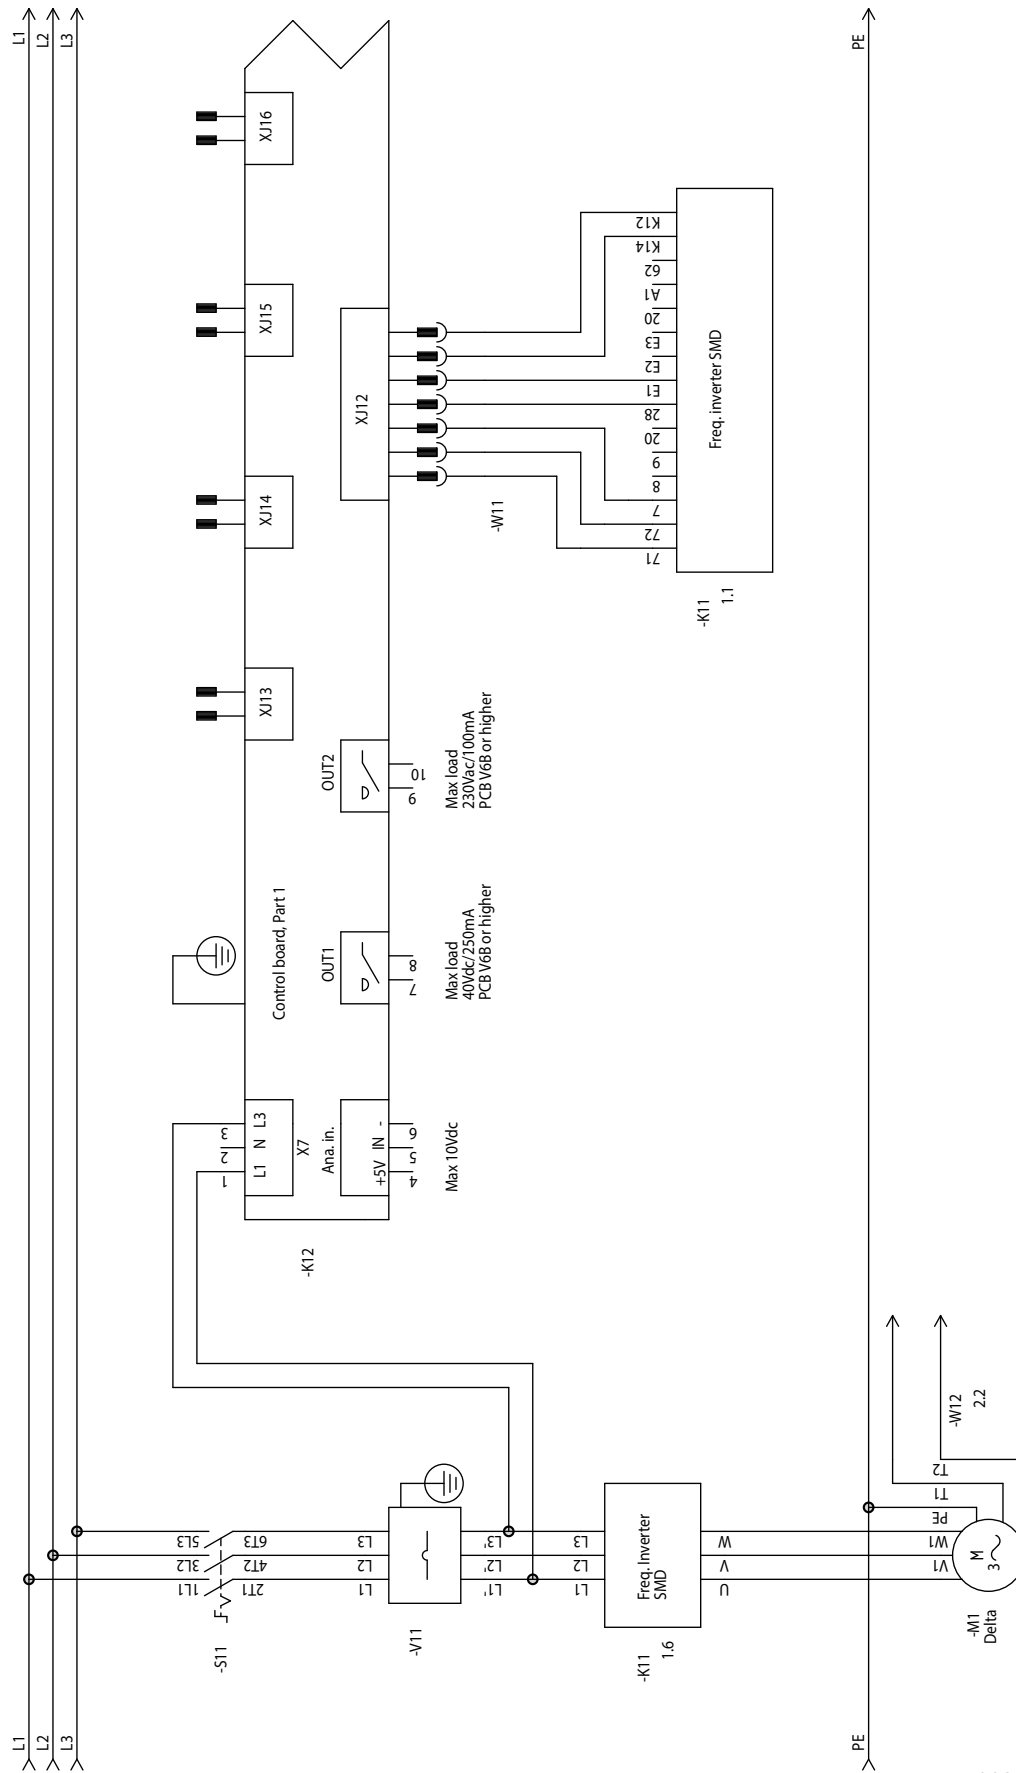 L1
L2
L3
PE
-S11
1L1
3L2
5L3
2T1
4T2
6T3
-V11
L1
L2
L3
L1'
L2'
L3'
-K11
1.6
L1
L2
L3
Freq. Inverter
SMD
U
V
W
-M1
Delta
V1
W1
PE
T1
T2
M
3
-W12
2.2
-K12
1
2
3
L1
N
L3
X7
Ana. in.
+5V
IN
-
4
5
6
Max 10Vdc
Control board, Part 1
OUT1
7
8
Max load
40Vdc/250mA
PCB V6B or higher
OUT2
9
10
Max load
230Vac/100mA
PCB V6B or higher
XJ13
XJ14
XJ15
XJ16
XJ12
-W11
-K11
1.1
71
72
7
8
9
20
28
E1
E2
E3
20
A1
62
K14
K12
Freq. inverter SMD
L1
L2
L3
PE